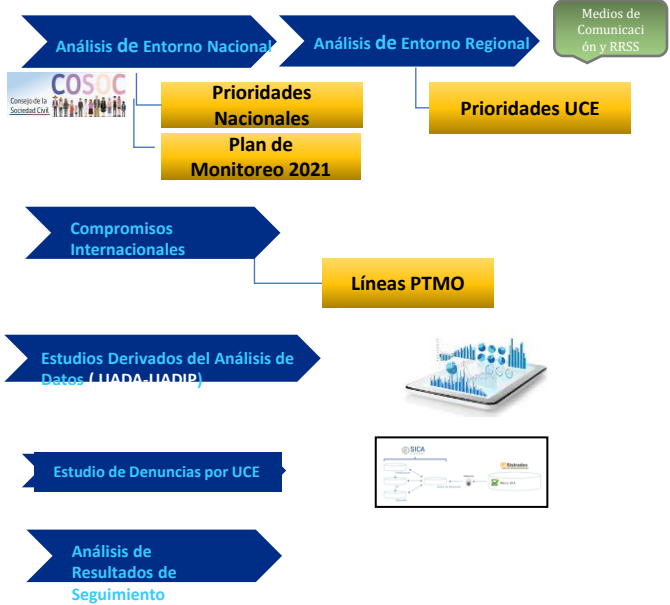 Medios de
Comunicaci
ón y RRSS
Análisis de Entorno Nacional
Análisis de Entorno Regional
COSOC
Consejo de la
Sociedad Civil
Prioridades
Nacionales
Prioridades UCE
Plan de
Monitoreo 2021
Compromisos
Internacionales
Líneas PTMO
Estudios Derivados del Análisis de
Datos ( UADA-UADIP)
SICA
Estudio de Denuncias por UCE
Análisis de
Resultados de
Seguimiento